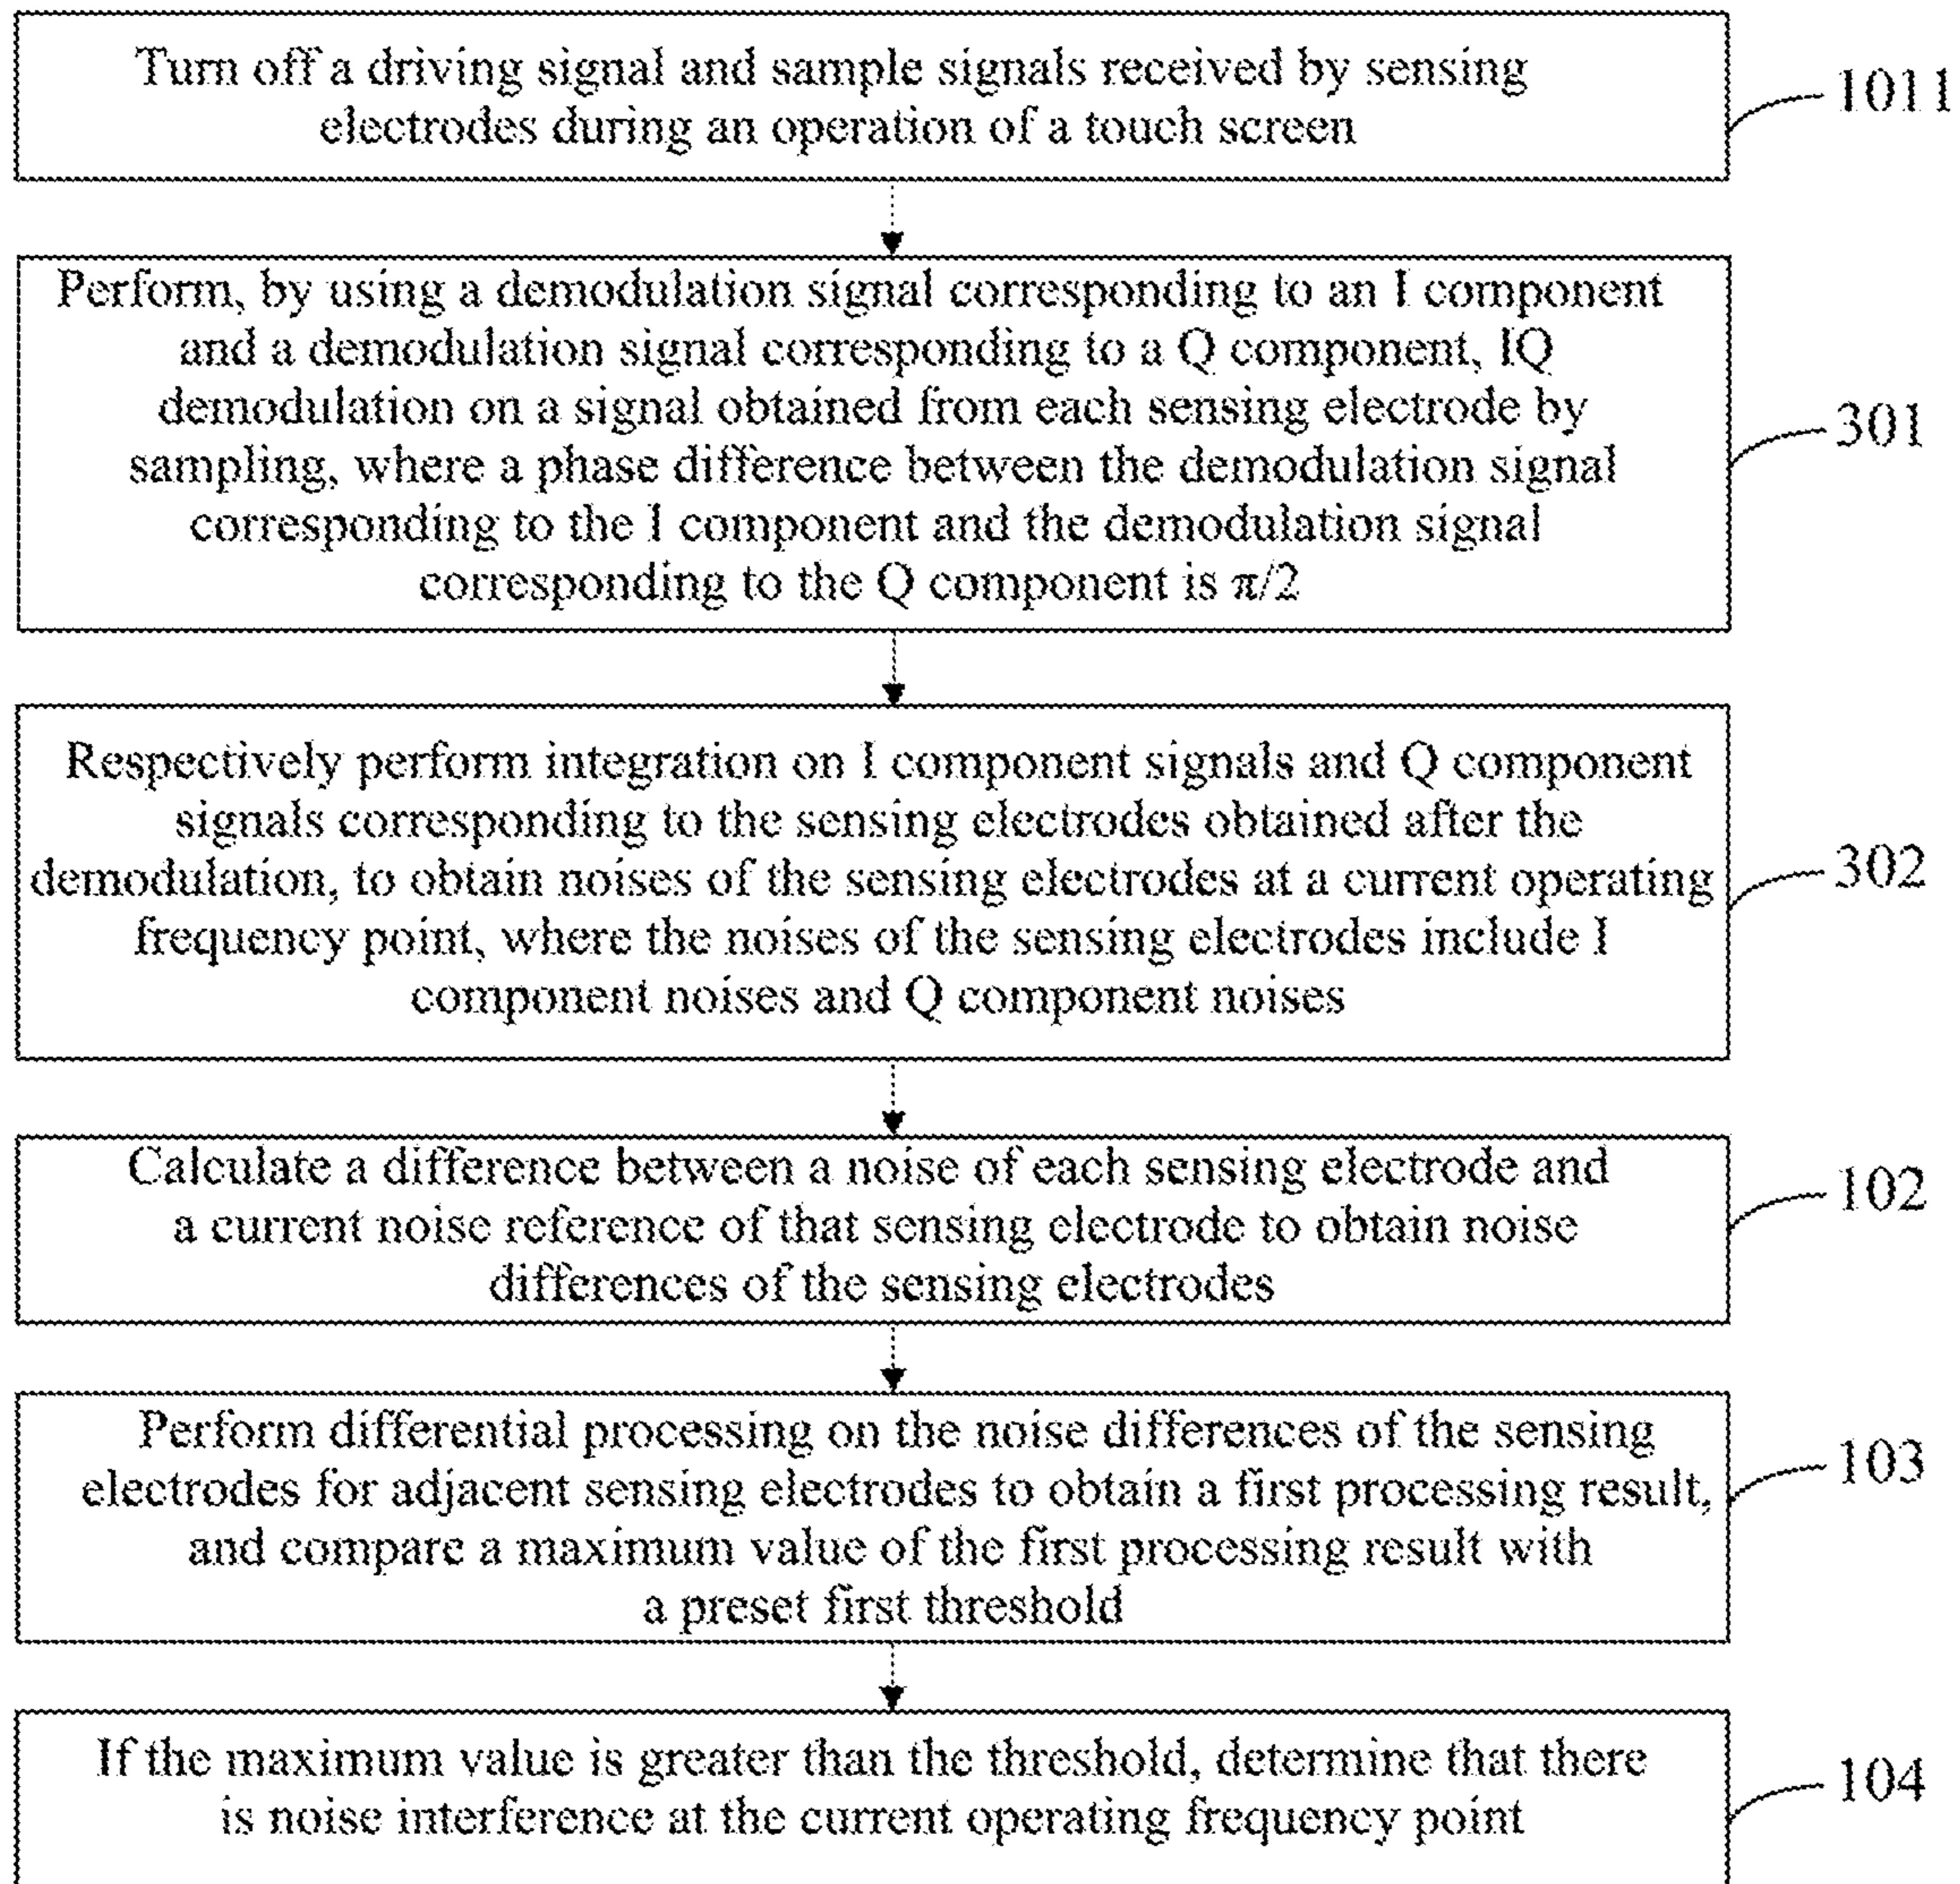 Turn off a driving signal and sample signals received by sensing
electrodes during an operation of a touch screen
1011
Perform, by using a demodulation signal corresponding to an I component
and a demodulation signal corresponding to a Q component, IQ
demodulation on a signal obtained from each sensing electrode by
sampling, where a phase difference between the demodulation signal
corresponding to the I component and the demodulation signal
corresponding to the Q component is π/2
301
Respectively perform integration on I component signals and Q component
signals corresponding to the sensing electrodes obtained after the
demodulation, to obtain noises of the sensing electrodes at a current operating
frequency point, where the noises of the sensing electrodes include I
component noises and Q component noises
302
Calculate a difference between a noise of each sensing electrode and
a current noise reference of that sensing electrode to obtain noise
differences of the sensing electrodes
102
Perform differential processing on the noise differences of the sensing
electrodes for adjacent sensing electrodes to obtain a first processing result,
and compare a maximum value of the first processing result with
a preset first threshold
103
If the maximum value is greater than the threshold, determine that there
is noise interference at the current operating frequency point
104